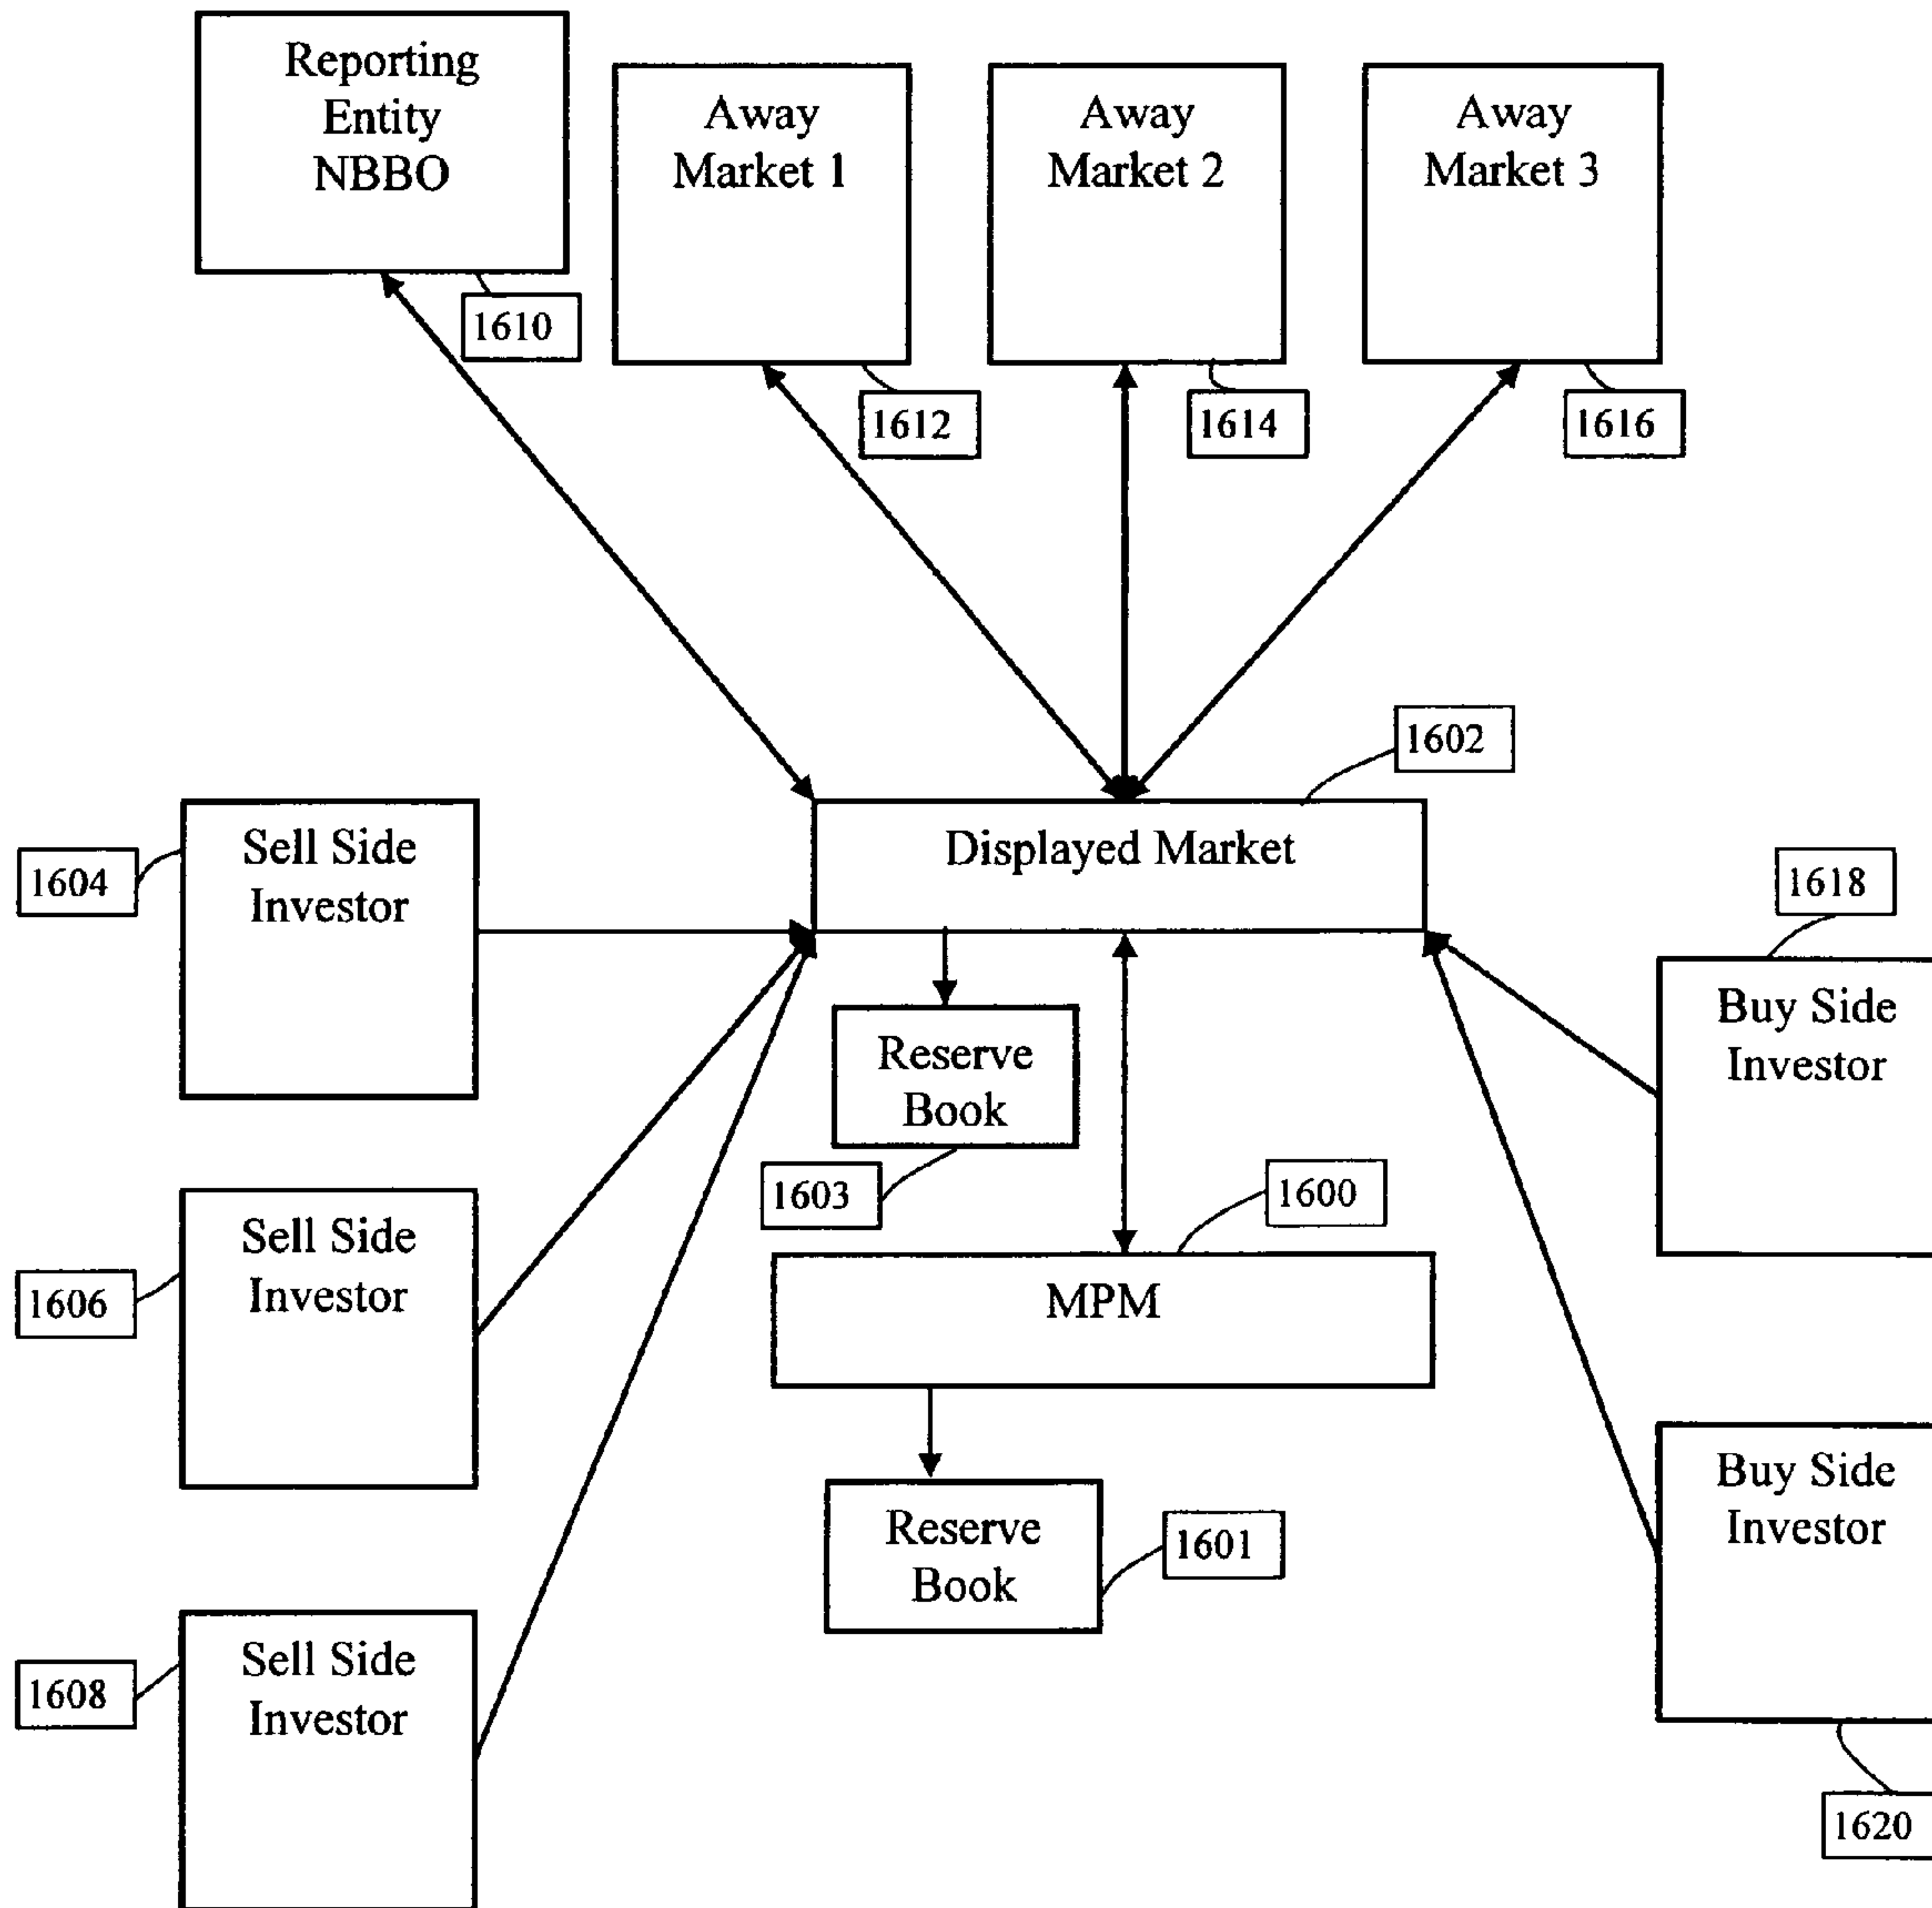 Reporting
Entity
NBBO
1610
Away
Market 1
1612
Away
Market 2
1614
Away
Market 3
1616
1602
Displayed Market
1604
Sell Side
Investor
1618
Buy Side
Investor
Reserve
Book
1603
1600
MPM
1606
Sell Side
Investor
Reserve
Book
1601
Buy Side
Investor
1620
1608
Sell Side
Investor